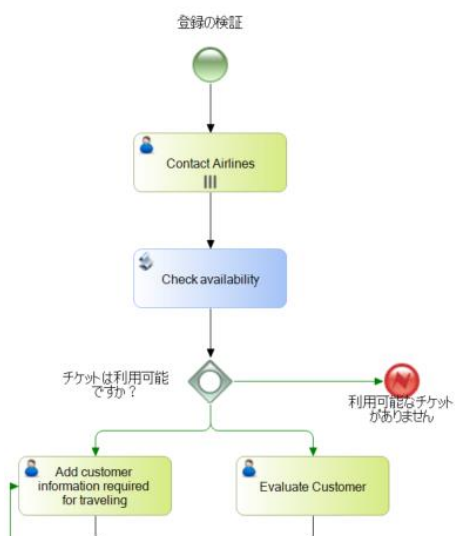 登録の検証
Contact Airlines
Check availability
チケットは利用可能
ですか？
利用可能なチケット
がありません
Add customer
information required
for traveling
Evaluate Customer